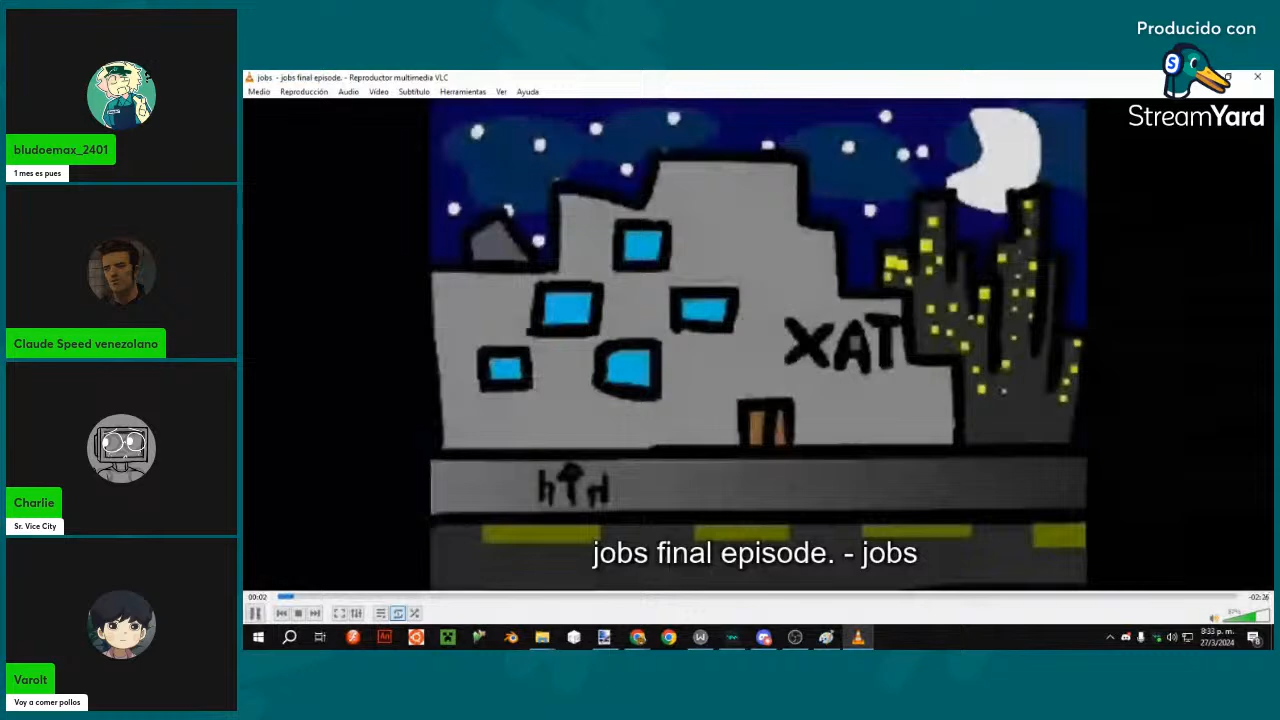 Producido con
StreamYard
bludoemax_2401
1 mes es pues
Claude Speed venezolano
Charlie
Sr. Vice City
Varolt
Voy a comer pollos
jobs - jobs final episode. - Reproductor multimedia VLC
Medio Reproducción Audio Vídeo Subtítulo Herramientas Ver Ayuda
XAT
jobs final episode. - jobs
00:02
-02:26
8:33 p. m.
27/3/2024